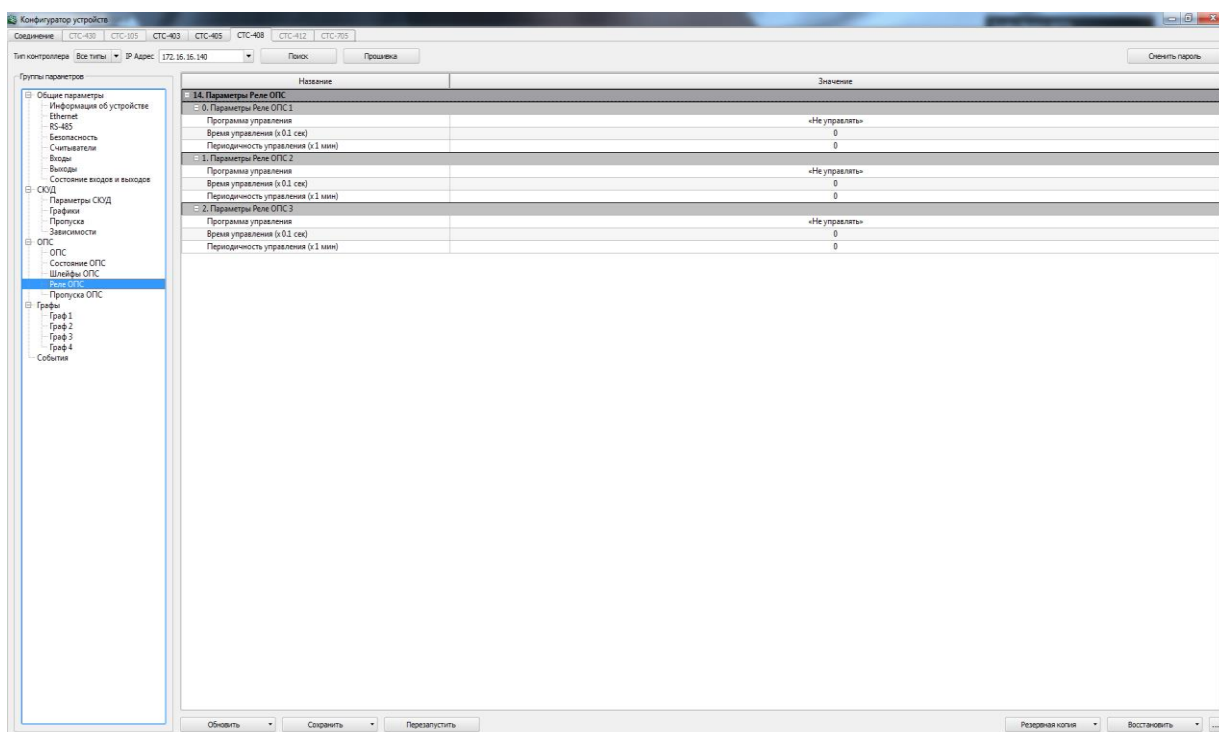 Конфигуратор устройств
Соединение СТС-430 СТС-105 СТС-403 СТС-405 СТС-408 СТС-412 СТС-705
Тип контроллера Все типы IP Адрес 172.16.16.140 Поиск Прошивка Сменить пароль
Группы параметров
Общие параметры
Информация об устройстве
Ethernet
RS-485
Безопасность
Считыватели
Входы
Выходы
Состояние входов и выходов
СКУД
Параметры СКУД
Графики
Пропуска
Зависимости
ОПС
ОПС
Состояние ОПС
Шлейфы ОПС
Реле ОПС
Пропуска ОПС
Графы
Граф 1
Граф 2
Граф 3
Граф 4
События
Название Значение
14. Параметры Реле ОПС
0. Параметры Реле ОПС 1
Программа управления «Не управлять»
Время управления (x 0.1 сек) 0
Периодичность управления (x 1 мин) 0
1. Параметры Реле ОПС 2
Программа управления «Не управлять»
Время управления (x 0.1 сек) 0
Периодичность управления (x 1 мин) 0
2. Параметры Реле ОПС 3
Программа управления «Не управлять»
Время управления (x 0.1 сек) 0
Периодичность управления (x 1 мин) 0
Обновить Сохранить Перезапустить Резервная копия Восстановить ...